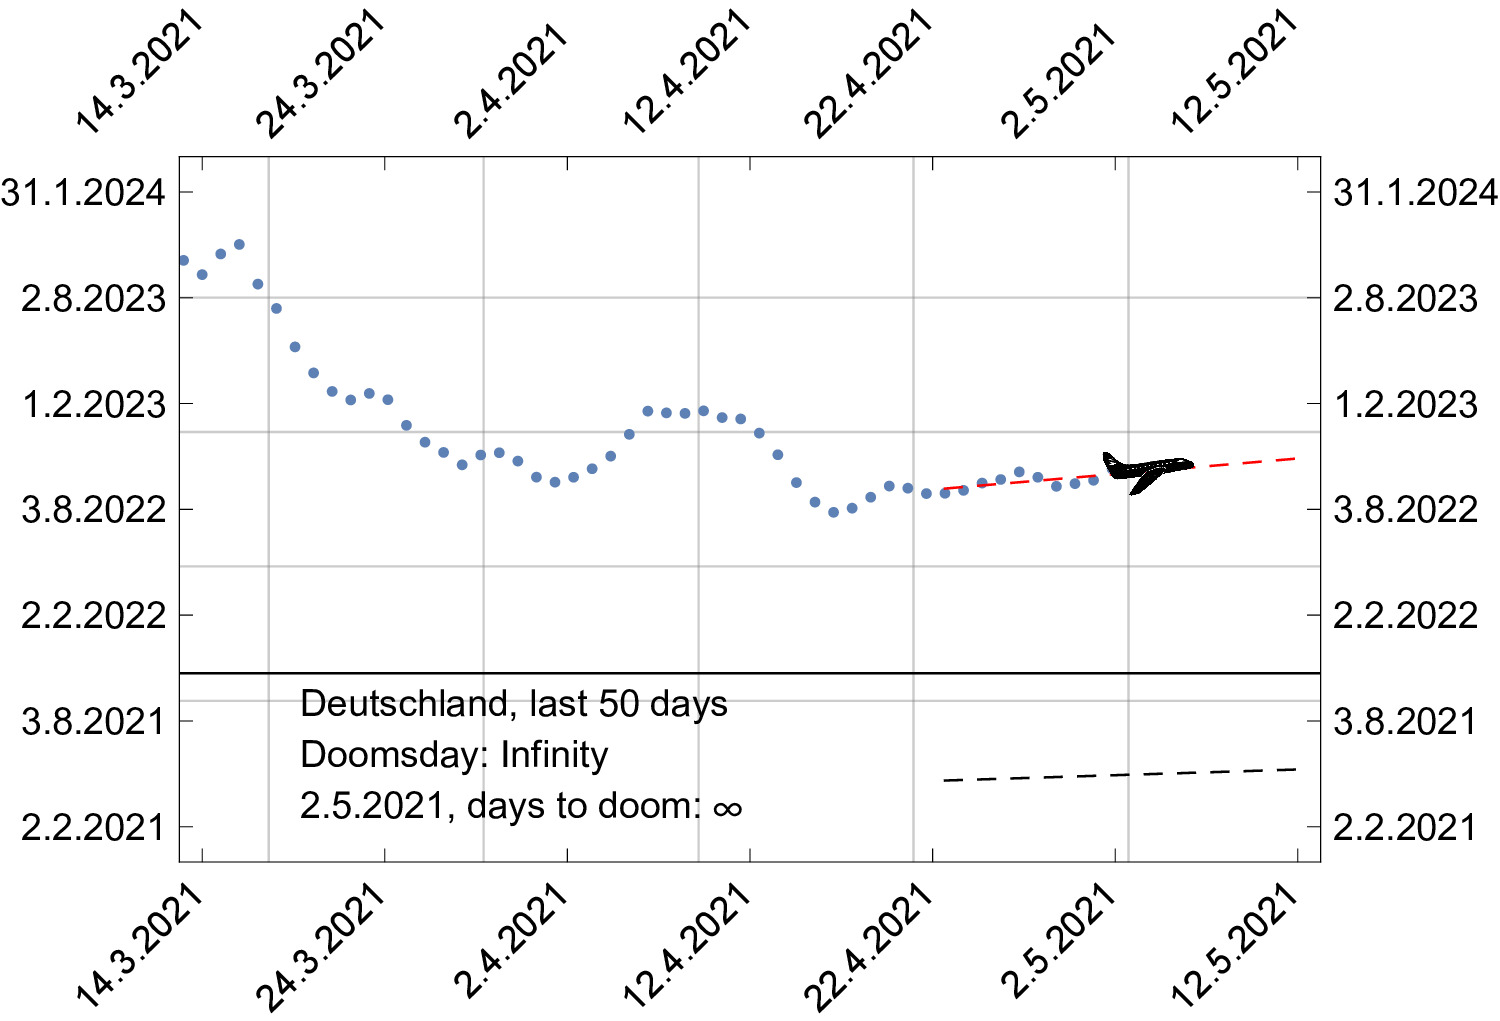 14.3.2021 24.3.2021 2.4.2021 12.4.2021 22.4.2021 2.5.2021 12.5.2021
31.1.2024 31.1.2024
2.8.2023 2.8.2023
1.2.2023 1.2.2023
3.8.2022 3.8.2022
2.2.2022 2.2.2022
Deutschland, last 50 days
3.8.2021 3.8.2021
Doomsday: Infinity
2.5.2021, days to doom: ∞
2.2.2021 2.2.2021
14.3.2021 24.3.2021 2.4.2021 12.4.2021 22.4.2021 2.5.2021 12.5.2021